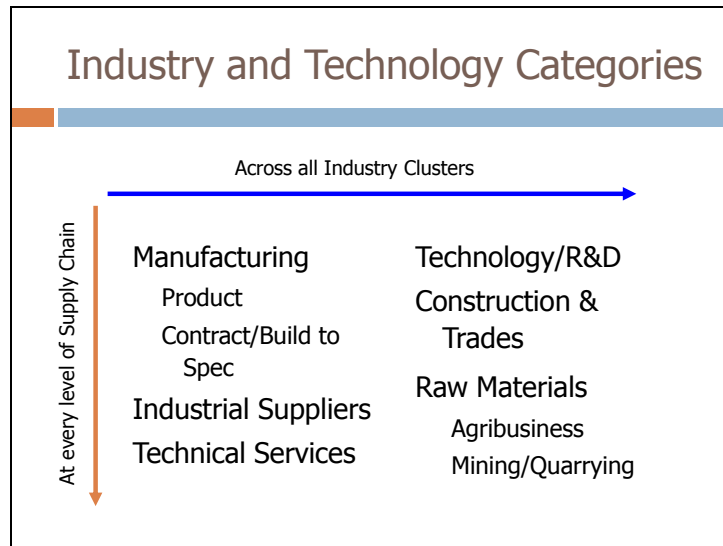 Industry and Technology Categories
Across all Industry Clusters
At every level of Supply Chain
Manufacturing
Product
Contract/Build to
Spec
Industrial Suppliers
Technical Services
Technology/R&D
Construction &
Trades
Raw Materials
Agribusiness
Mining/Quarrying